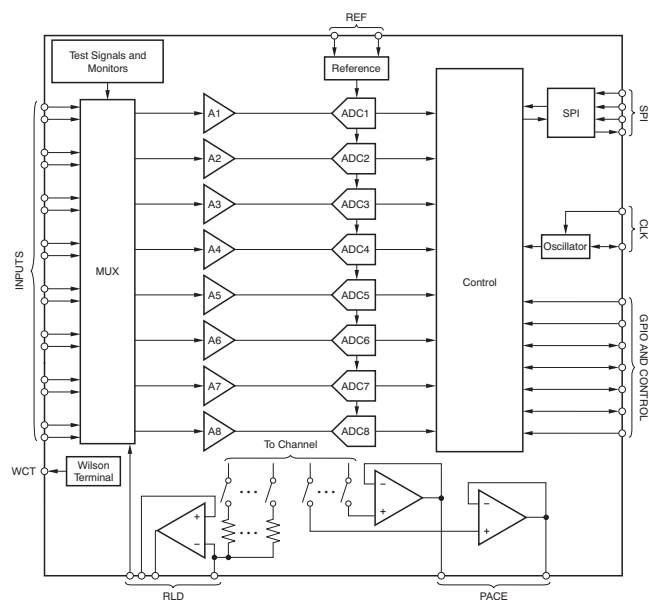 REF
Test Signals and
Monitors
Reference
A1
ADC1
SPI
SPI
A2
ADC2
A3
ADC3
CLK
A4
ADC4
Oscillator
INPUTS
MUX
Control
A5
ADC5
A6
ADC6
GPIO AND CONTROL
A7
ADC7
A8
ADC8
To Channel
WCT
Wilson
Terminal
RLD
PACE